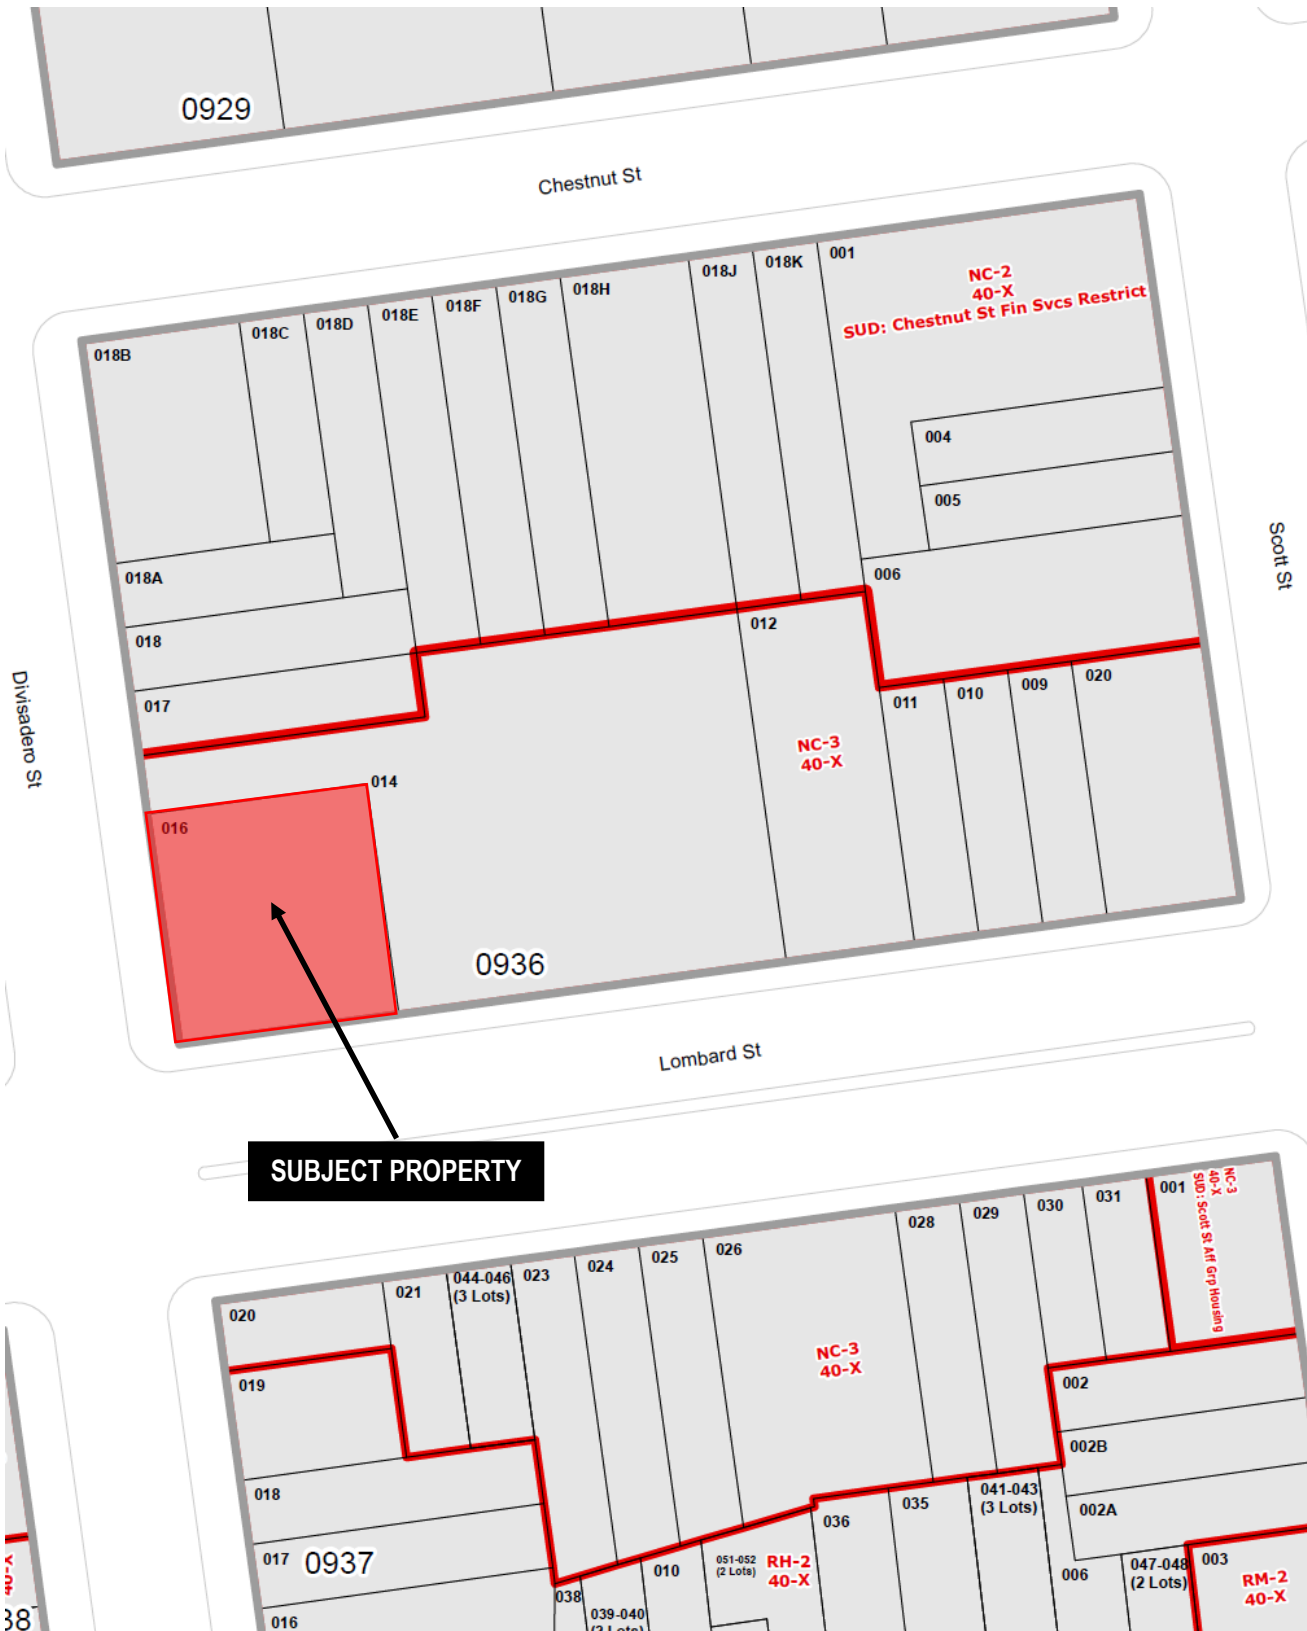 0929
Chestnut St
001
018K
018J
018H
018G
018F
018E
018D
018C
018B
NC-2
40-X
SUD: Chestnut St Fin Svcs Restrict
004
005
Scott St
018A
006
012
018
017
Divisadero St
011
010
009
020
NC-3
40-X
014
016
0936
Lombard St
SUBJECT PROPERTY
001
NC-3
40-X
SUD: Scott St Aff Grp Housing
031
030
029
028
026
025
024
023
044-046
(3 Lots)
021
020
NC-3
40-X
019
002
002B
018
041-043
(3 Lots)
035
036
002A
017
0937
010
051-052
(2 Lots)
RH-2
40-X
006
047-048
(2 Lots)
003
RM-2
40-X
038
039-040
016